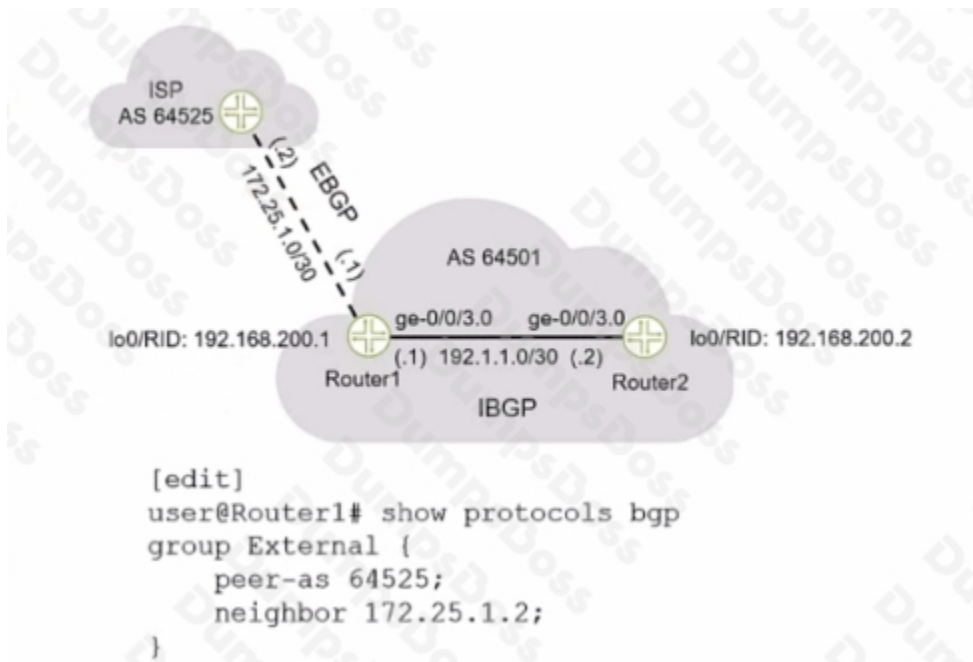 ISP
AS 64525
(.2)
EBGP
172.25.1.0/30
(.1)
AS 64501
ge-0/0/3.0 ge-0/0/3.0
lo0/RID: 192.168.200.1
lo0/RID: 192.168.200.2
(.1) 192.1.1.0/30 (.2)
Router1
Router2
IBGP
[edit]
user@Router1# show protocols bgp
group External {
peer-as 64525;
neighbor 172.25.1.2;
}
DumpsDoss